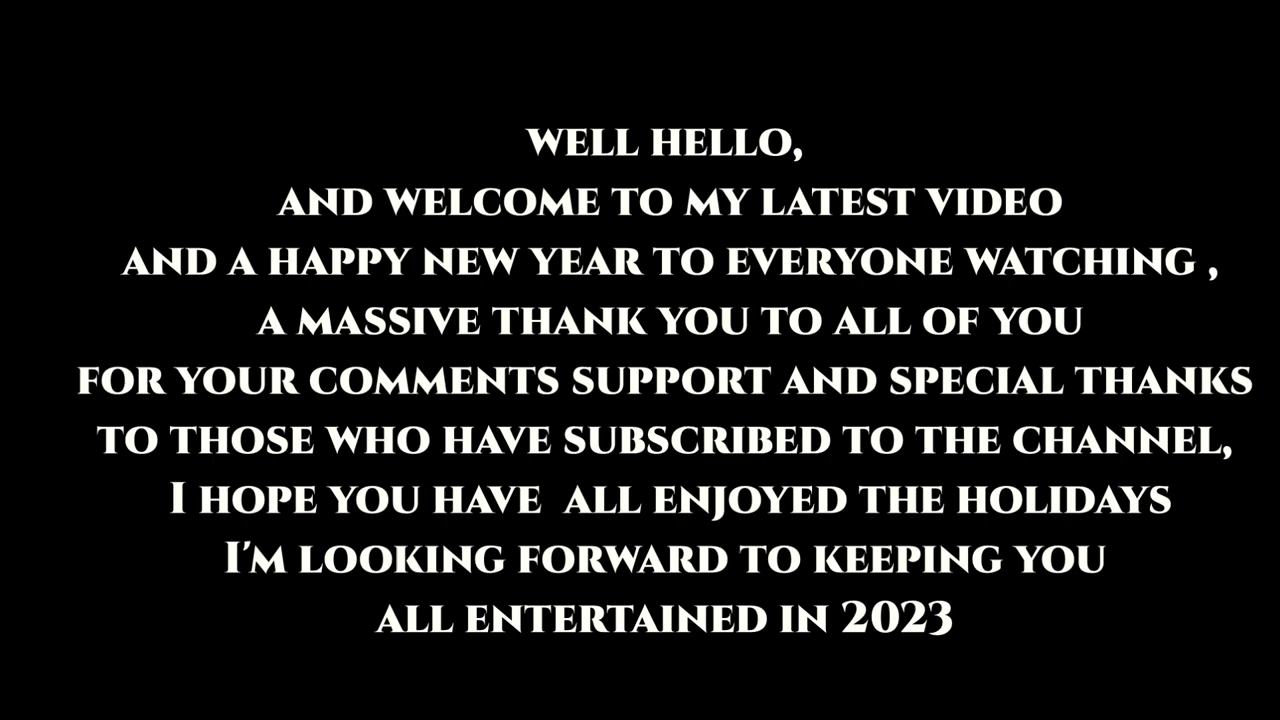 WELL HELLO,
AND WELCOME TO MY LATEST VIDEO
AND A HAPPY NEW YEAR TO EVERYONE WATCHING ,
A MASSIVE THANK YOU TO ALL OF YOU
FOR YOUR COMMENTS SUPPORT AND SPECIAL THANKS
TO THOSE WHO HAVE SUBSCRIBED TO THE CHANNEL,
I HOPE YOU HAVE  ALL ENJOYED THE HOLIDAYS
I'M LOOKING FORWARD TO KEEPING YOU
ALL ENTERTAINED IN 2023